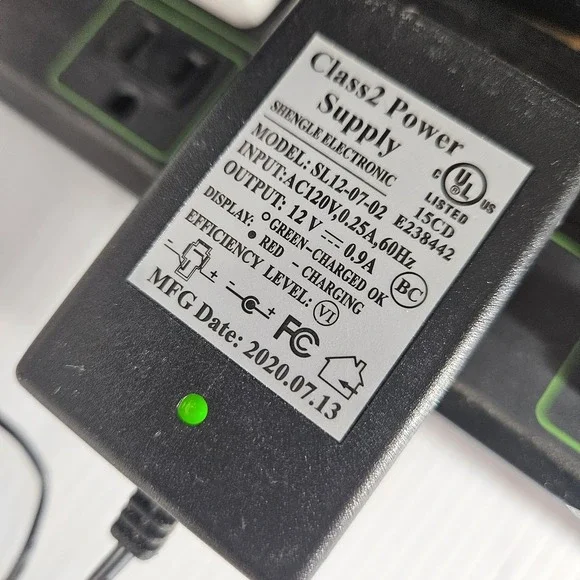 Class2 Power
Supply
SHENGLE ELECTRONIC
MODEL: SL12-07-02
INPUT:AC120V,0.25A,60Hz
OUTPUT: 12 V⎓0.9A
DISPLAY: ○GREEN-CHARGED OK
●RED -CHARGING
EFFICIENCY LEVEL: VI
- +
- +
FC
MFG Date: 2020.07.13
C UL US
®
LISTED
15CD
E238442
BC